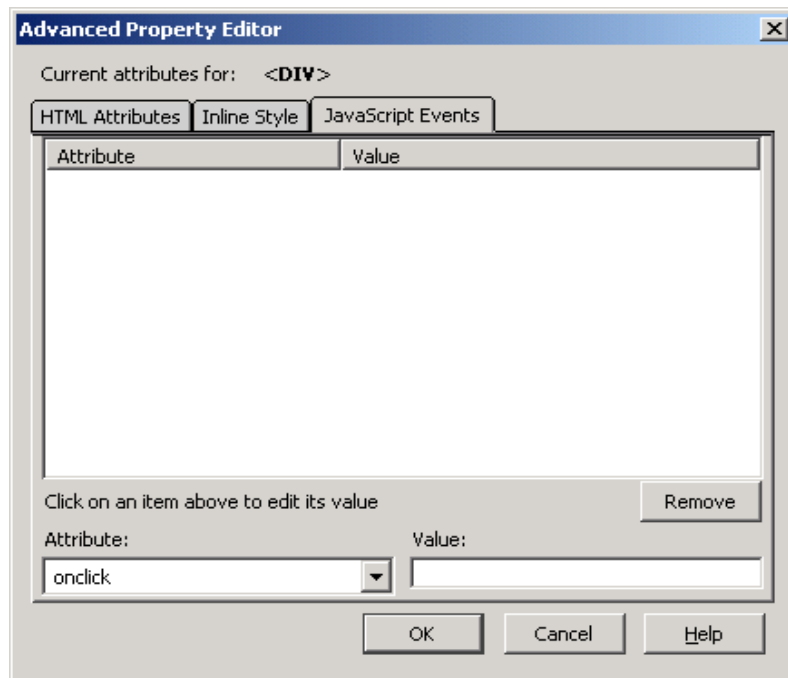 Advanced Property Editor
Current attributes for: <DIV>
HTML Attributes Inline Style JavaScript Events
Attribute Value
Click on an item above to edit its value Remove
Attribute: Value:
onclick
OK Cancel Help